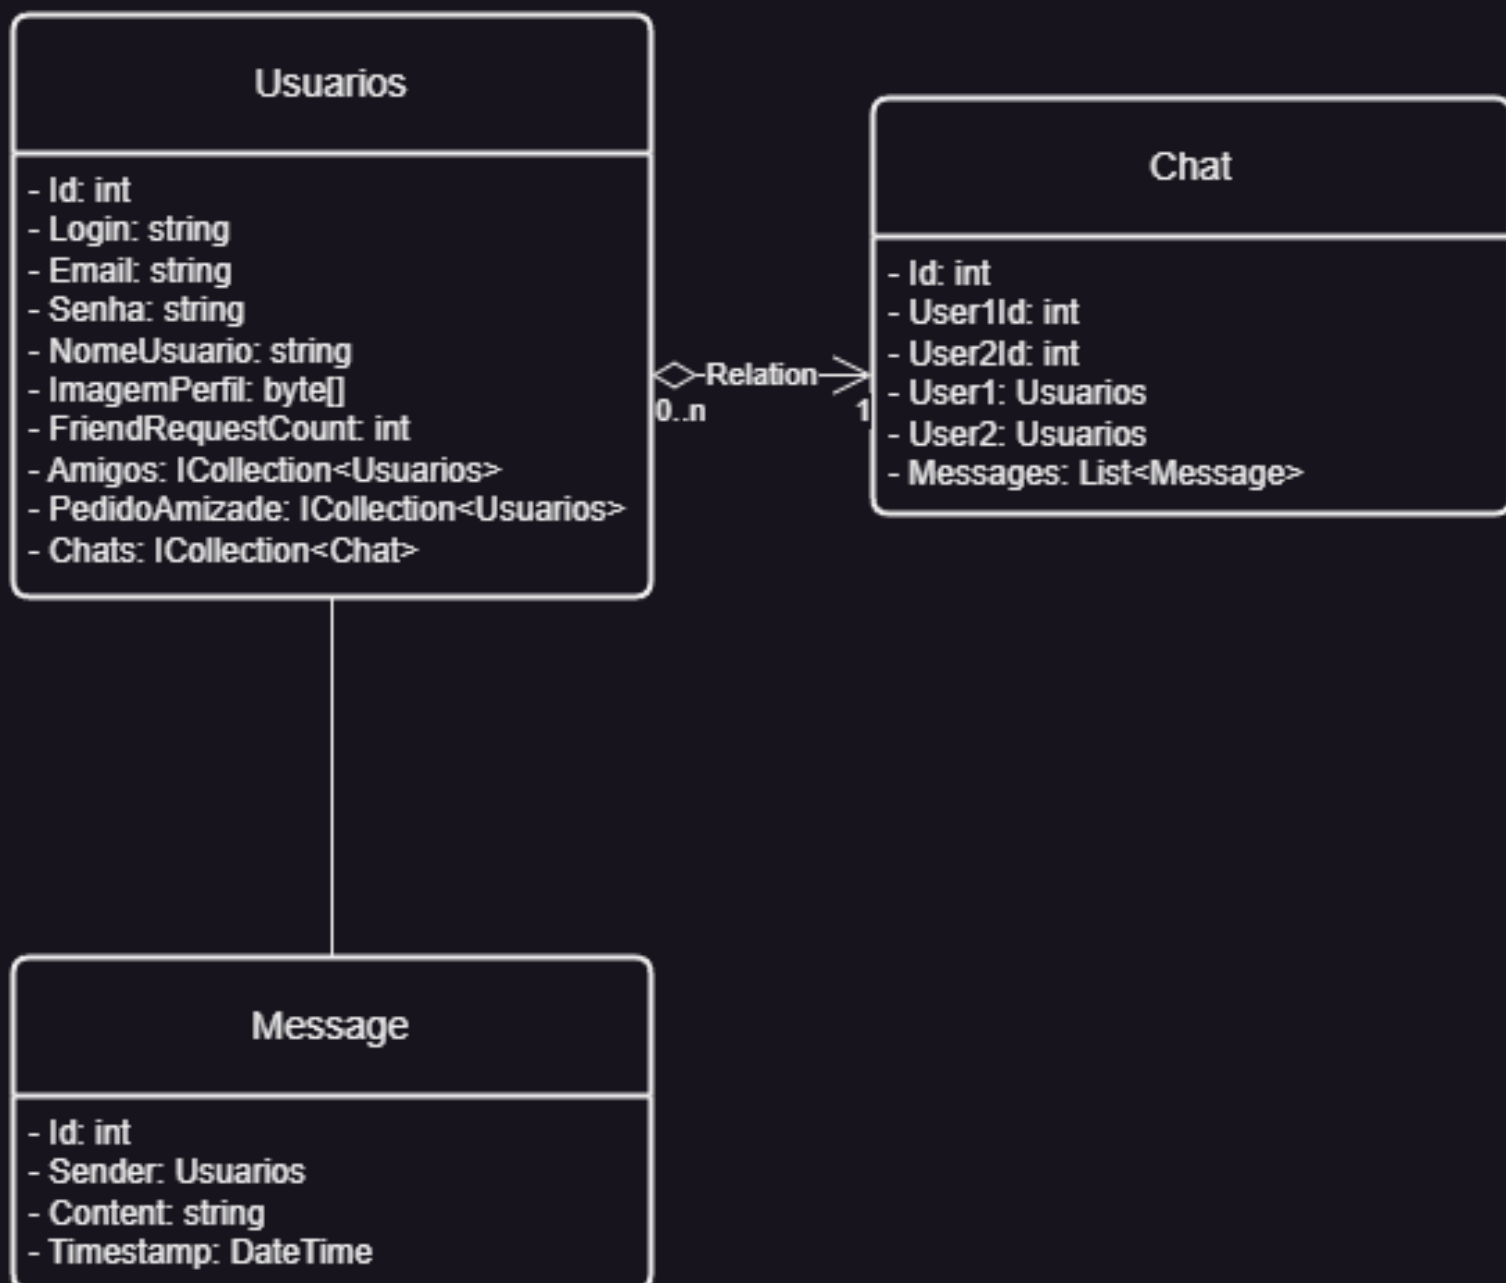 Usuarios
- Id: int
- Login: string
- Email: string
- Senha: string
- NomeUsuario: string
- ImagemPerfil: byte[]
- FriendRequestCount: int
- Amigos: ICollection<Usuarios>
- PedidoAmizade: ICollection<Usuarios>
- Chats: ICollection<Chat>
Relation
0..n
1
Chat
- Id: int
- User1Id: int
- User2Id: int
- User1: Usuarios
- User2: Usuarios
- Messages: List<Message>
Message
- Id: int
- Sender: Usuarios
- Content: string
- Timestamp: DateTime